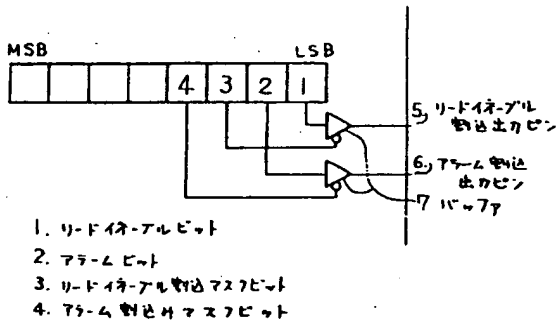 MSB LSB
4 3 2 1
5, リードイネーブル
割込出力ピン
6, アラーム割込
出力ピン
7 バッファ
1. リードイネーブルビット
2. アラームビット
3. リードイネーブル割込マスクビット
4. アラーム割込みマスクビット